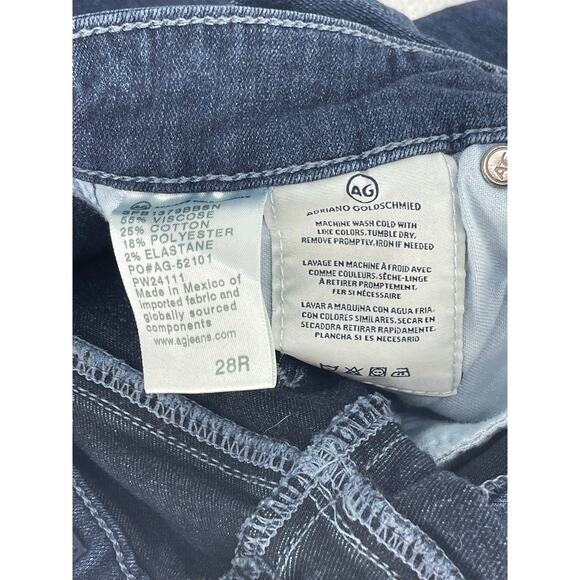 55% VISCOSE
25% COTTON
18% POLYESTER
2% ELASTANE
PO#AG-52101
PW24111
Made in Mexico of
imported fabric and
globally sourced
components
www.agjeans.com
28R
AG
ADRIANO GOLDSCHMIED
MACHINE WASH COLD WITH
LIKE COLORS. TUMBLE DRY.
REMOVE PROMPTLY. IRON IF NEEDED
LAVAGE EN MACHINE À FROID AVEC
COMME COULEURS. SÈCHE-LINGE
À RETIRER PROMPTEMENT.
FER SI NÉCESSAIRE
LAVAR A MAQUINA CON AGUA FRIA.
CON COLORES SIMILARES. SECAR EN
SECADORA RETIRAR RAPIDAMENTE.
PLANCHA SI ES NECESARIO